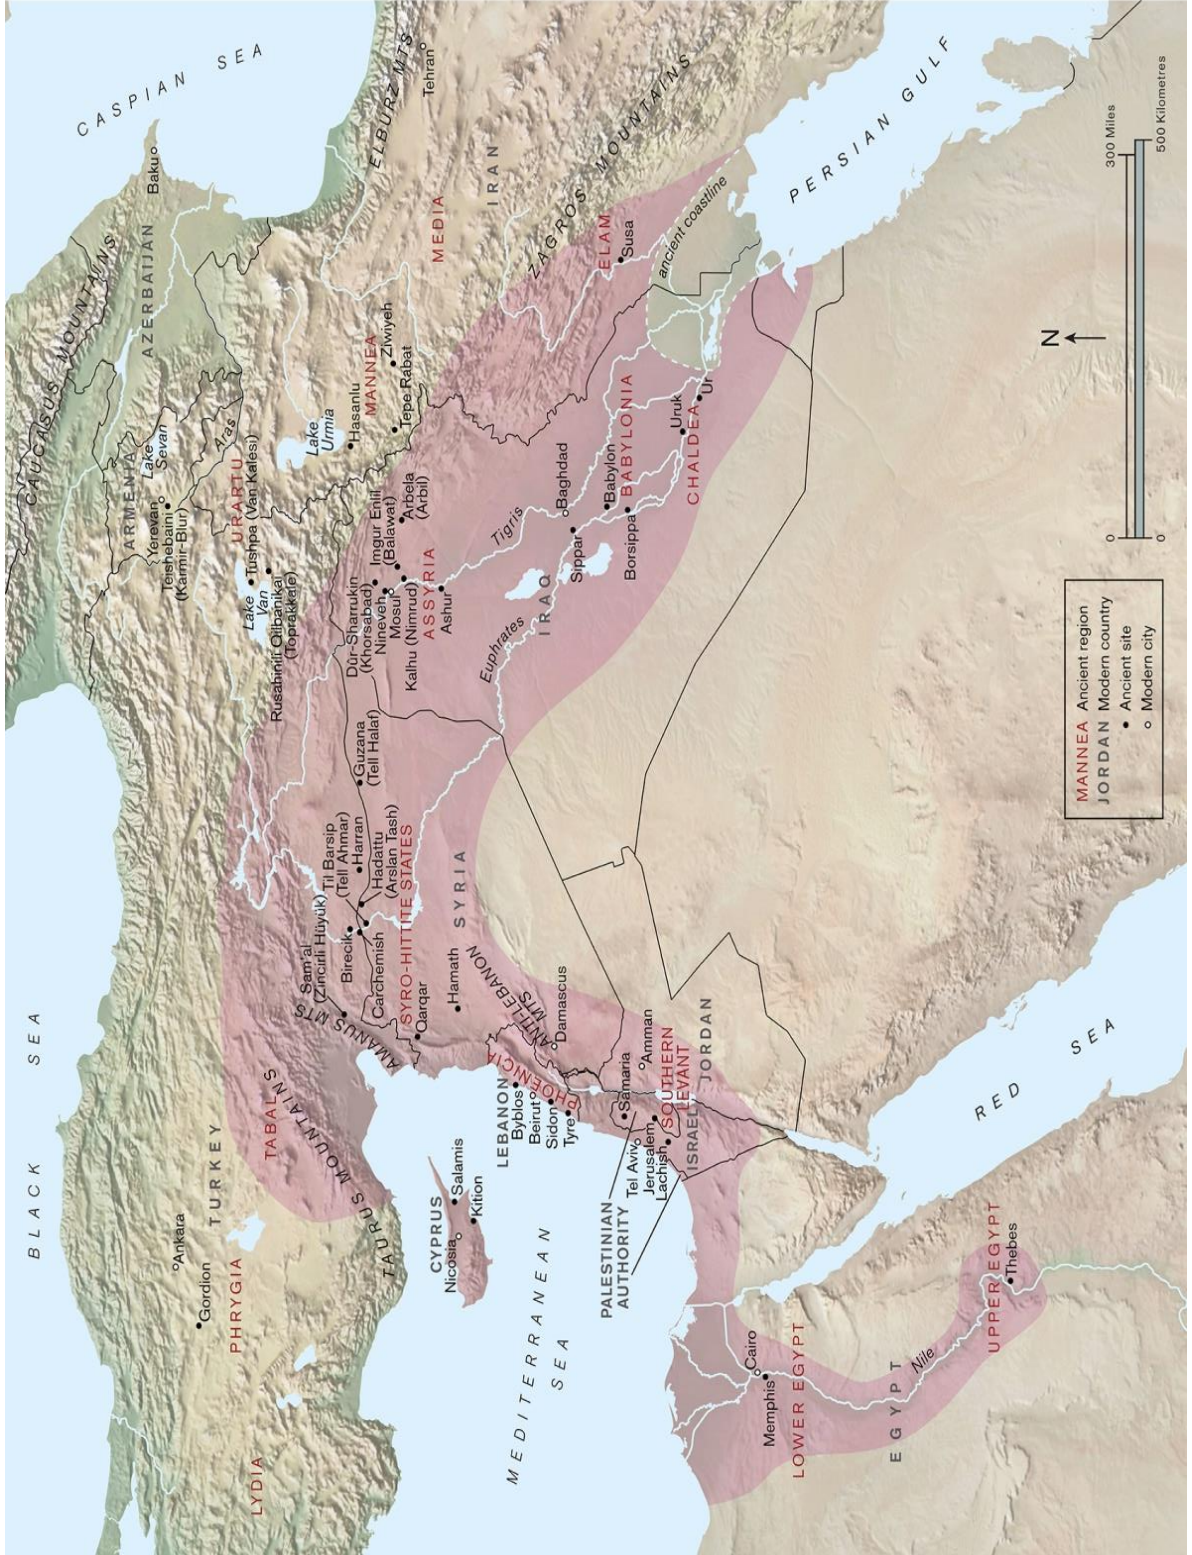 BLACK SEA
CASPIAN SEA
CAUCASUS MOUNTAINS
Baku
AZERBAIJAN
ARMENIA
Lake
Sevan
Yerevan
Teishebaini
(Karmir-Blur)
Aras
URARTU
Lake
Van
Tushpa (Van Kalesi)
Rusahinili Qilbanikai
(Toprakkale)
Lake
Urmia
Hasanlu
MANNEA
Ziwiyeh
Tepe Rabat
ELBURZ MTS
Tehran
MEDIA
IRAN
ZAGROS MOUNTAINS
Ankara
Gordion
TURKEY
PHRYGIA
LYDIA
TABAL
TAURUS MOUNTAINS
AMANUS MTS
Sam'al
(Zincirli Hüyük)
Birecik
Carchemish
Til Barsip
(Tell Ahmar)
Harran
Hadattu
(Arslan Tash)
Guzana
(Tell Halaf)
SYRO-HITTITE STATES
Qarqar
Hamath
SYRIA
Dūr-Sharrukin
(Khorsabad)
Nineveh
Mosul
Kalhu (Nimrud)
Imgur Enlil
(Balawat)
Arbela
(Arbil)
ASSYRIA
Ashur
Tigris
Euphrates
IRAQ
Baghdad
Sippar
Babylon
BABYLONIA
Borsippa
Uruk
CHALDEA
Ur
ELAM
Susa
ancient coastline
PERSIAN GULF
CYPRUS
Nicosia
Salamis
Kition
MEDITERRANEAN
SEA
LEBANON
PHOENICIA
Byblos
Beirut
Sidon
Tyre
ANTI-LEBANON
MTS
Damascus
Samaria
Amman
Tel Aviv
Jerusalem
Lachish
SOUTHERN
LEVANT
ISRAEL
JORDAN
PALESTINIAN
AUTHORITY
Cairo
Memphis
LOWER EGYPT
EGYPT
Nile
UPPER EGYPT
Thebes
RED SEA
MANNEA Ancient region
JORDAN Modern country
Ancient site
Modern city
N
0 300 Miles
0 500 Kilometres